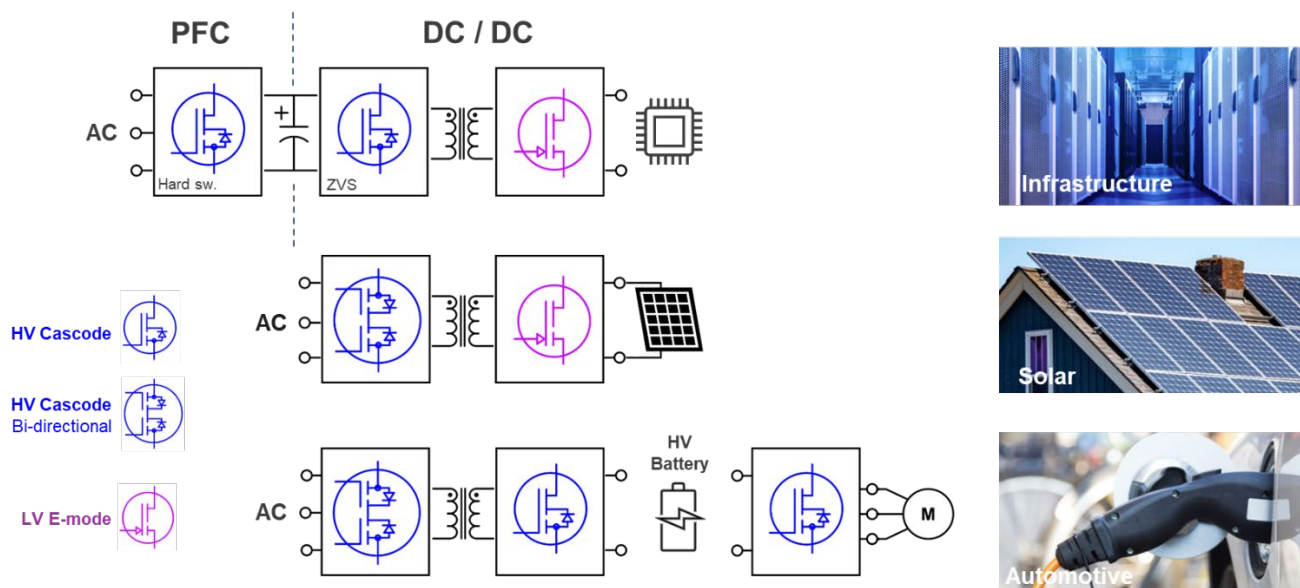 PFC
DC / DC
AC
+
Hard sw.
ZVS
Infrastructure
AC
Solar
HV Cascode
HV Cascode
Bi-directional
LV E-mode
AC
HV
Battery
M
Automotive